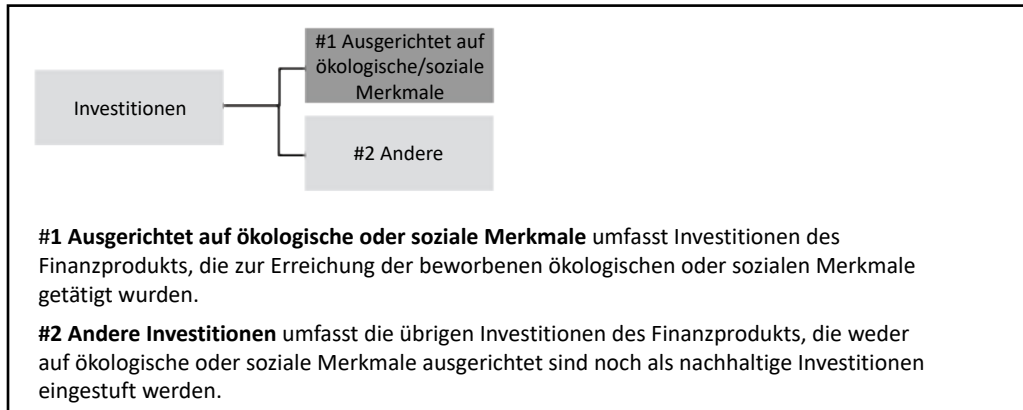 #1 Ausgerichtet auf
ökologische/soziale
Merkmale
Investitionen
#2 Andere
#1 Ausgerichtet auf ökologische oder soziale Merkmale umfasst Investitionen des
Finanzprodukts, die zur Erreichung der beworbenen ökologischen oder sozialen Merkmale
getätigt wurden.
#2 Andere Investitionen umfasst die übrigen Investitionen des Finanzprodukts, die weder
auf ökologische oder soziale Merkmale ausgerichtet sind noch als nachhaltige Investitionen
eingestuft werden.